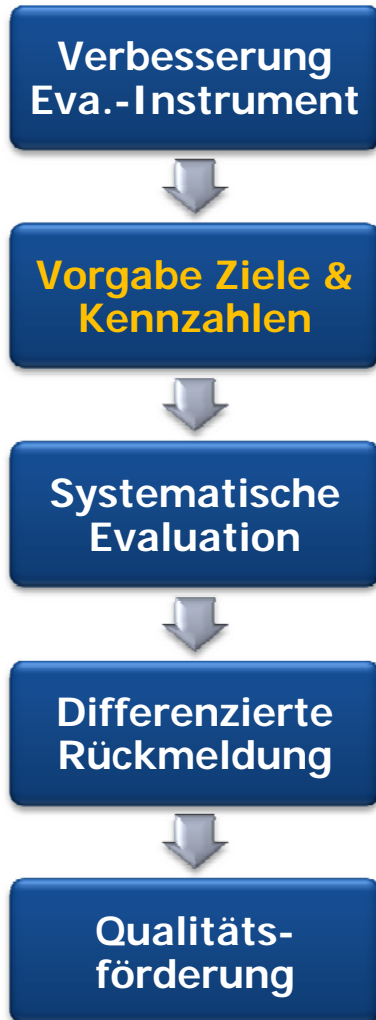 Verbesserung
Eva.-Instrument
Vorgabe Ziele &
Kennzahlen
Systematische
Evaluation
Differenzierte
Rückmeldung
Qualitäts-
förderung